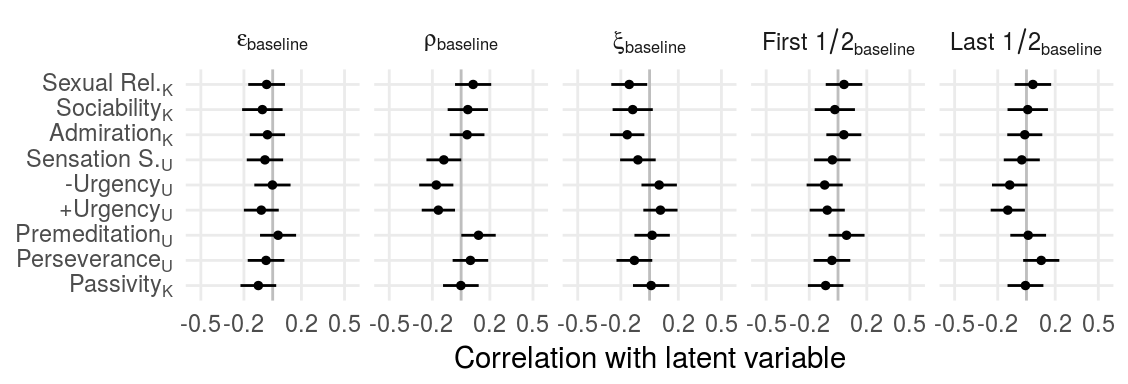 εbaseline ρbaseline ξbaseline First 1/2baseline Last 1/2baseline
Sexual Rel.K
SociabilityK
AdmirationK
Sensation S.U
-UrgencyU
+UrgencyU
PremeditationU
PerseveranceU
PassivityK
-0.5 -0.2 0.2 0.5 -0.5 -0.2 0.2 0.5 -0.5 -0.2 0.2 0.5 -0.5 -0.2 0.2 0.5 -0.5 -0.2 0.2 0.5
Correlation with latent variable